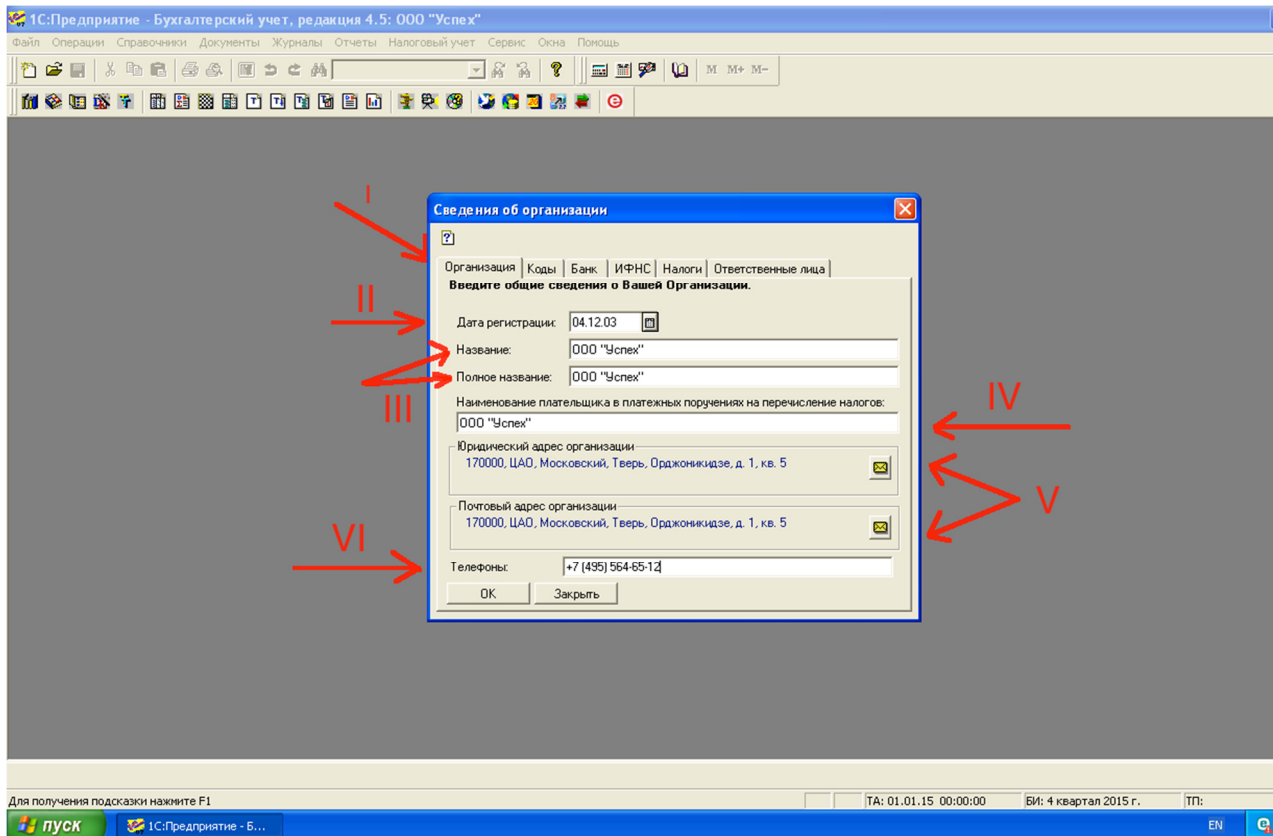 1С:Предприятие - Бухгалтерский учет, редакция 4.5: ООО "Успех"
Файл Операции Справочники Документы Журналы Отчеты Налоговый учет Сервис Окна Помощь
M M+ M-
I
Сведения об организации
Организация Коды Банк ИФНС Налоги Ответственные лица
Введите общие сведения о Вашей Организации.
II
Дата регистрации: 04.12.03
Название: ООО "Успех"
Полное название: ООО "Успех"
III
Наименование плательщика в платежных поручениях на перечисление налогов:
IV
ООО "Успех"
Юридический адрес организации
170000, ЦАО, Московский, Тверь, Орджоникидзе, д. 1, кв. 5
V
Почтовый адрес организации
170000, ЦАО, Московский, Тверь, Орджоникидзе, д. 1, кв. 5
VI
Телефоны: +7 (495) 564-65-12
OK Закрыть
Для получения подсказки нажмите F1
ТА: 01.01.15 00:00:00 БИ: 4 квартал 2015 г. ТП:
пуск 1С:Предприятие - Б... EN